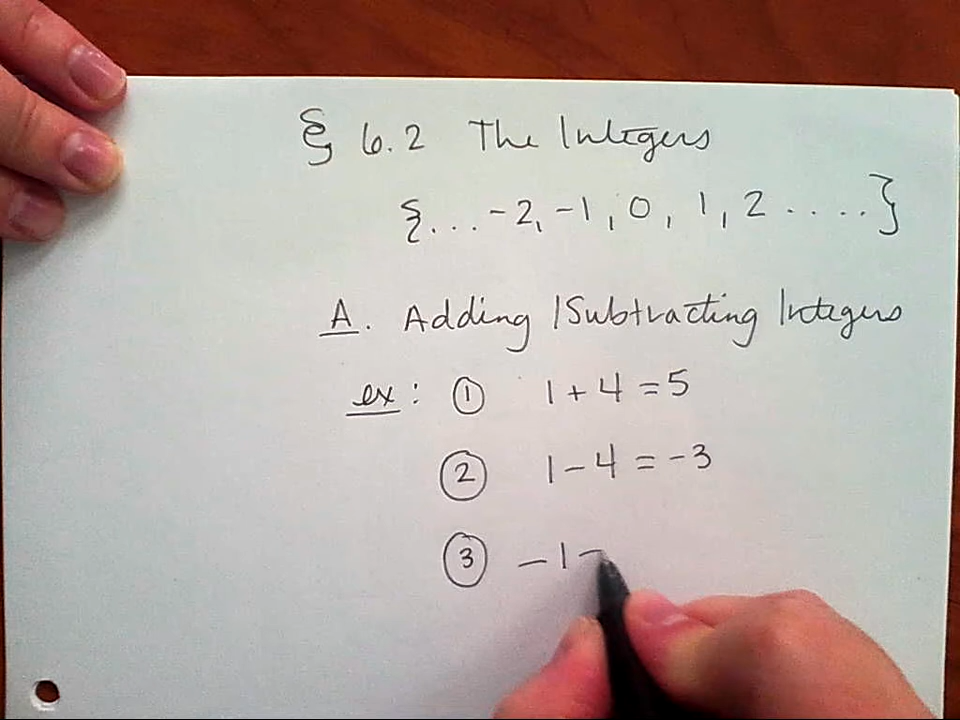 § 6.2 The Integers
{... -2, -1, 0, 1, 2 .....}
A. Adding /Subtracting Integers
ex: ① 1 + 4 = 5
② 1 - 4 = -3
③ - 1 -